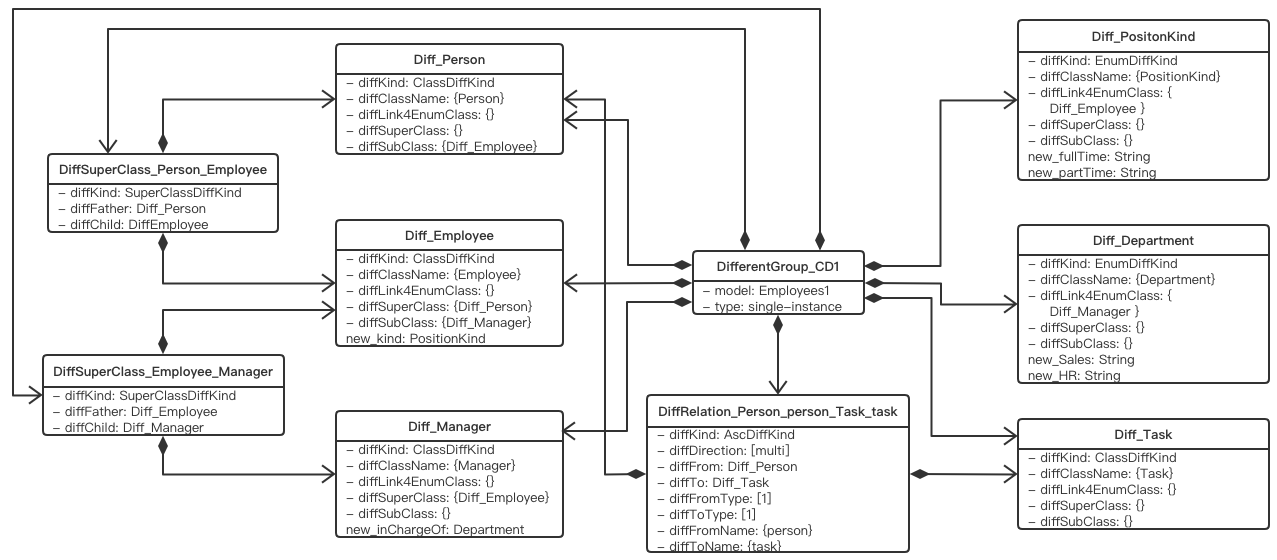 Diff_Person
– diffKind: ClassDiffKind
– diffClassName: {Person}
– diffLink4EnumClass: {}
– diffSuperClass: {}
– diffSubClass: {Diff_Employee}
DiffSuperClass_Person_Employee
– diffKind: SuperClassDiffKind
– diffFather: Diff_Person
– diffChild: DiffEmployee
Diff_Employee
– diffKind: ClassDiffKind
– diffClassName: {Employee}
– diffLink4EnumClass: {}
– diffSuperClass: {Diff_Person}
– diffSubClass: {Diff_Manager}
new_kind: PositionKind
DiffSuperClass_Employee_Manager
– diffKind: SuperClassDiffKind
– diffFather: Diff_Employee
– diffChild: Diff_Manager
Diff_Manager
– diffKind: ClassDiffKind
– diffClassName: {Manager}
– diffLink4EnumClass: {}
– diffSuperClass: {Diff_Employee}
– diffSubClass: {}
new_inChargeOf: Department
DifferentGroup_CD1
– model: Employees1
– type: single–instance
DiffRelation_Person_person_Task_task
– diffKind: AscDiffKind
– diffDirection: [multi]
– diffFrom: Diff_Person
– diffTo: Diff_Task
– diffFromType: [1]
– diffToType: [1]
– diffFromName: {person}
– diffToName: {task}
Diff_PositonKind
– diffKind: EnumDiffKind
– diffClassName: {PositionKind}
– diffLink4EnumClass: {
Diff_Employee }
– diffSuperClass: {}
– diffSubClass: {}
new_fullTime: String
new_partTime: String
Diff_Department
– diffKind: EnumDiffKind
– diffClassName: {Department}
– diffLink4EnumClass: {
Diff_Manager }
– diffSuperClass: {}
– diffSubClass: {}
new_Sales: String
new_HR: String
Diff_Task
– diffKind: ClassDiffKind
– diffClassName: {Task}
– diffLink4EnumClass: {}
– diffSuperClass: {}
– diffSubClass: {}